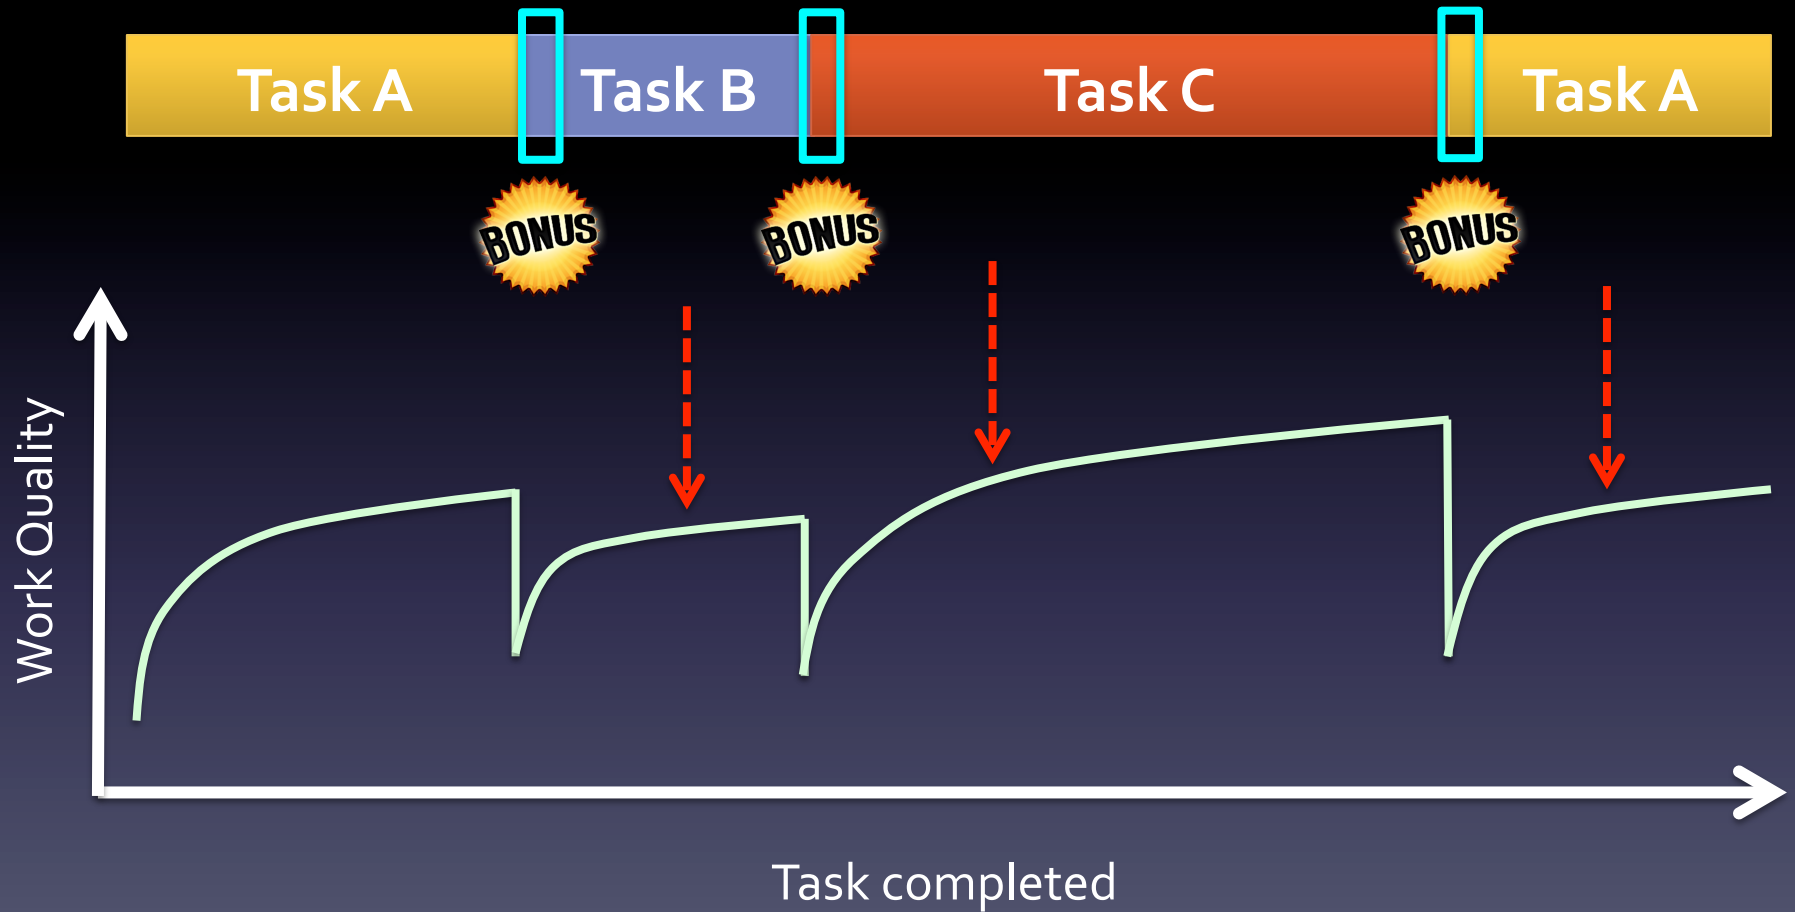 Task A
Task B
Task C
Task A
BONUS
BONUS
BONUS
Work Quality
Task completed